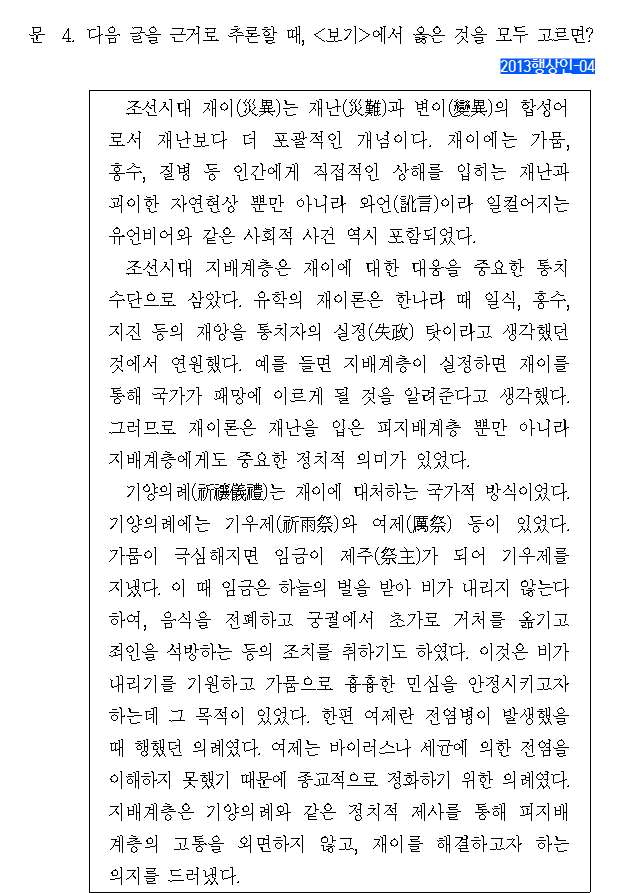 문 4. 다음 글을 근거로 추론할 때, <보기>에서 옳은 것을 모두 고르면?
2013행상인-04
조선시대 재이(災異)는 재난(災難)과 변이(變異)의 합성어
로서 재난보다 더 포괄적인 개념이다. 재이에는 가뭄,
홍수, 질병 등 인간에게 직접적인 상해를 입히는 재난과
괴이한 자연현상 뿐만 아니라 와언(訛言)이라 일컬어지는
유언비어와 같은 사회적 사건 역시 포함되었다.
조선시대 지배계층은 재이에 대한 대응을 중요한 통치
수단으로 삼았다. 유학의 재이론은 한나라 때 일식, 홍수,
지진 등의 재앙을 통치자의 실정(失政) 탓이라고 생각했던
것에서 연원했다. 예를 들면 지배계층이 실정하면 재이를
통해 국가가 패망에 이르게 될 것을 알려준다고 생각했다.
그러므로 재이론은 재난을 입은 피지배계층 뿐만 아니라
지배계층에게도 중요한 정치적 의미가 있었다.
기양의례(祈禳儀禮)는 재이에 대처하는 국가적 방식이었다.
기양의례에는 기우제(祈雨祭)와 여제(厲祭) 등이 있었다.
가뭄이 극심해지면 임금이 제주(祭主)가 되어 기우제를
지냈다. 이 때 임금은 하늘의 벌을 받아 비가 내리지 않는다
하여, 음식을 전폐하고 궁궐에서 초가로 거처를 옮기고
죄인을 석방하는 등의 조치를 취하기도 하였다. 이것은 비가
내리기를 기원하고 가뭄으로 흉흉한 민심을 안정시키고자
하는데 그 목적이 있었다. 한편 여제란 전염병이 발생했을
때 행했던 의례였다. 여제는 바이러스나 세균에 의한 전염을
이해하지 못했기 때문에 종교적으로 정화하기 위한 의례였다.
지배계층은 기양의례와 같은 정치적 제사를 통해 피지배
계층의 고통을 외면하지 않고, 재이를 해결하고자 하는
의지를 드러냈다.